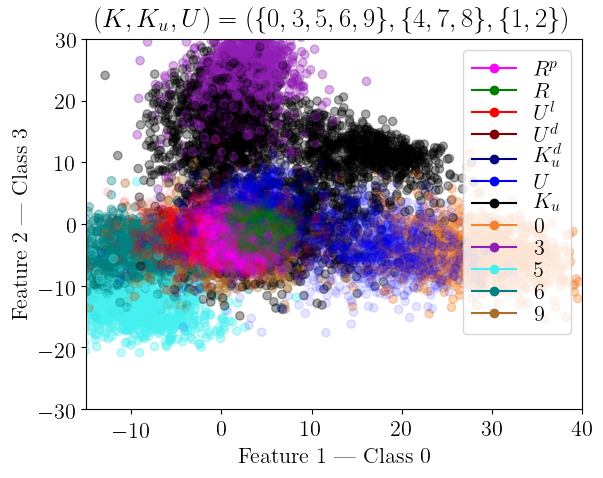 (K, K_u, U) = ({0, 3, 5, 6, 9}, {4, 7, 8}, {1, 2})
30
20
10
0
−10
−20
−30
Feature 2 — Class 3
R^p
R
U^l
U^d
K_u^d
U
K_u
0
3
5
6
9
−10
0
10
20
30
40
Feature 1 — Class 0